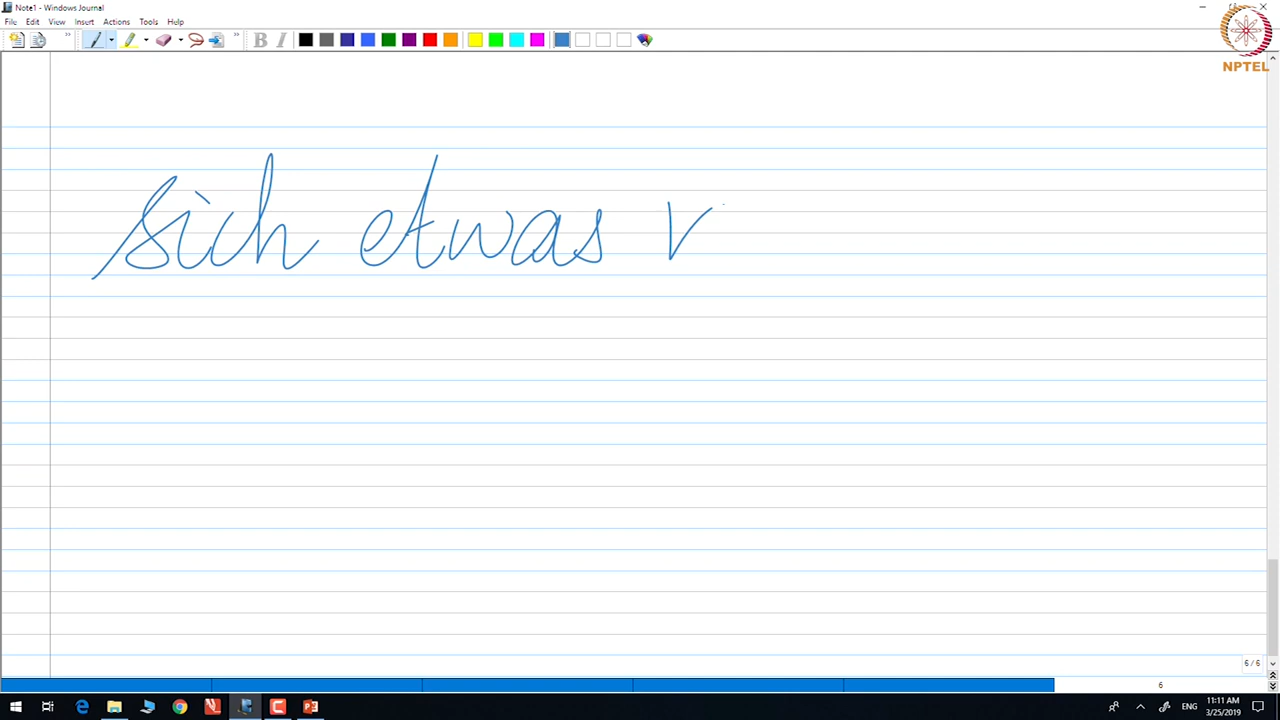 Note1 - Windows Journal
File Edit View Insert Actions Tools Help
NPTEL
sich etwas v
6 / 6
6
ENG
11:11 AM
3/25/2019